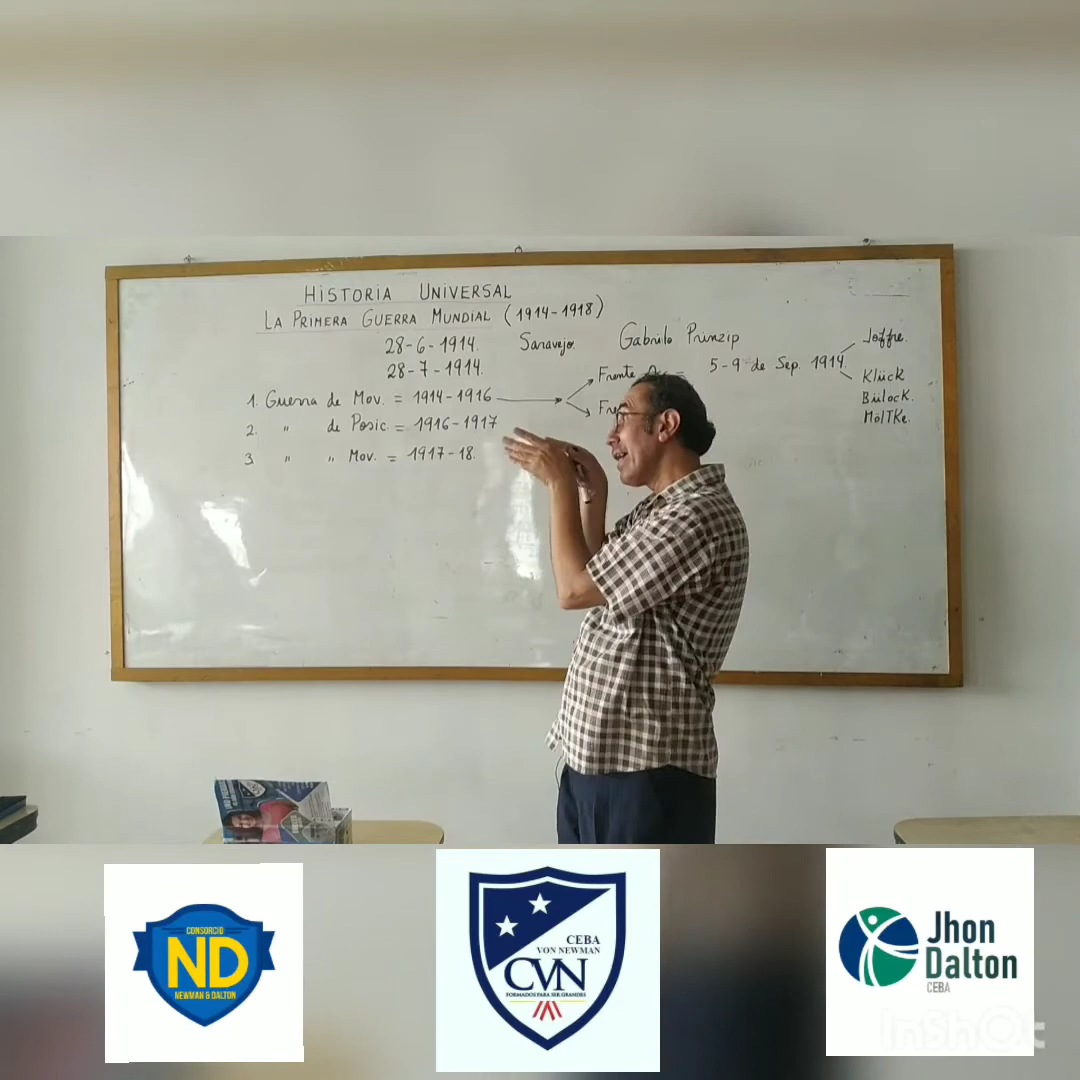 HISTORIA UNIVERSAL
LA PRIMERA GUERRA MUNDIAL (1914-1918)
28-6-1914. Saravejo. Gabrilo Prinzip
28-7-1914.
Joffre.
Frente 5-9 de Sep. 1914.
Klück
Bülock.
MolTKe.
1. Guerra de Mov. = 1914-1916
2. " de Posic. = 1916-1917
3 " " Mov. = 1917-18.
CONSORCIO
ND
NEWMAN & DALTON
CEBA
VON NEWMAN
CVN
FORMADOS PARA SER GRANDES
Jhon
Dalton
CEBA
InShOt